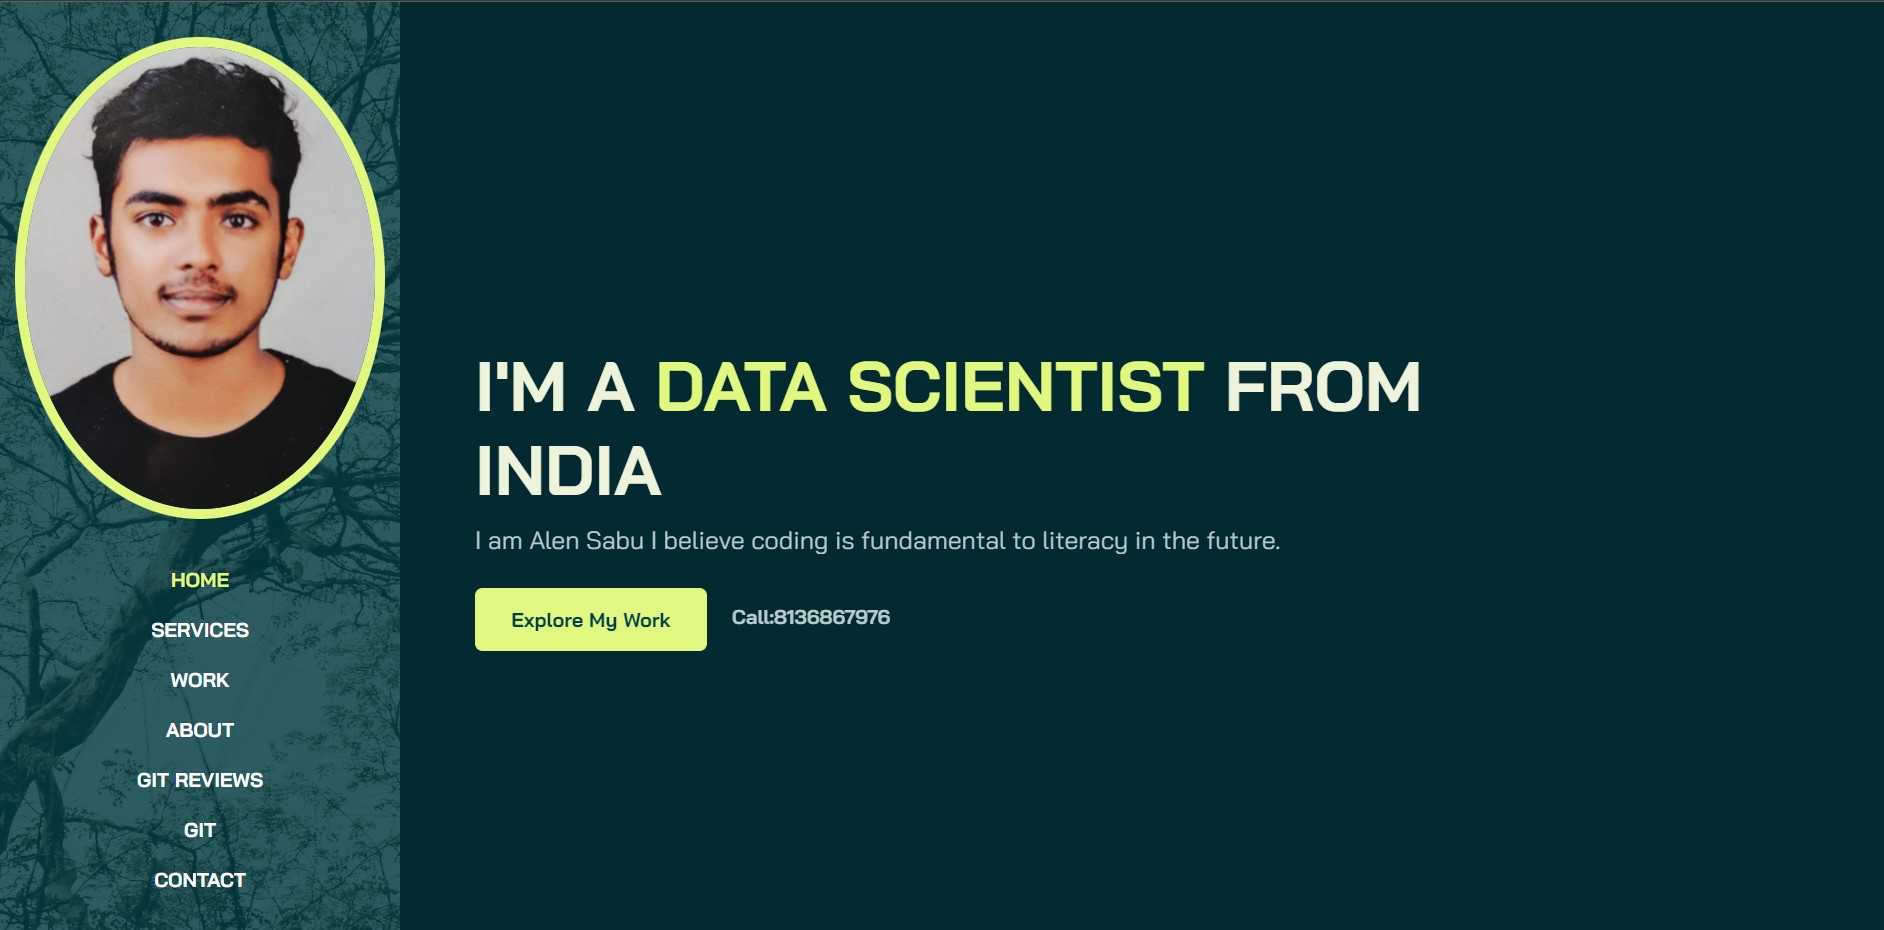 HOME
SERVICES
WORK
ABOUT
GIT REVIEWS
GIT
CONTACT
I'M A DATA SCIENTIST FROM
INDIA
I am Alen Sabu I believe coding is fundamental to literacy in the future.
Explore My Work
Call:8136867976